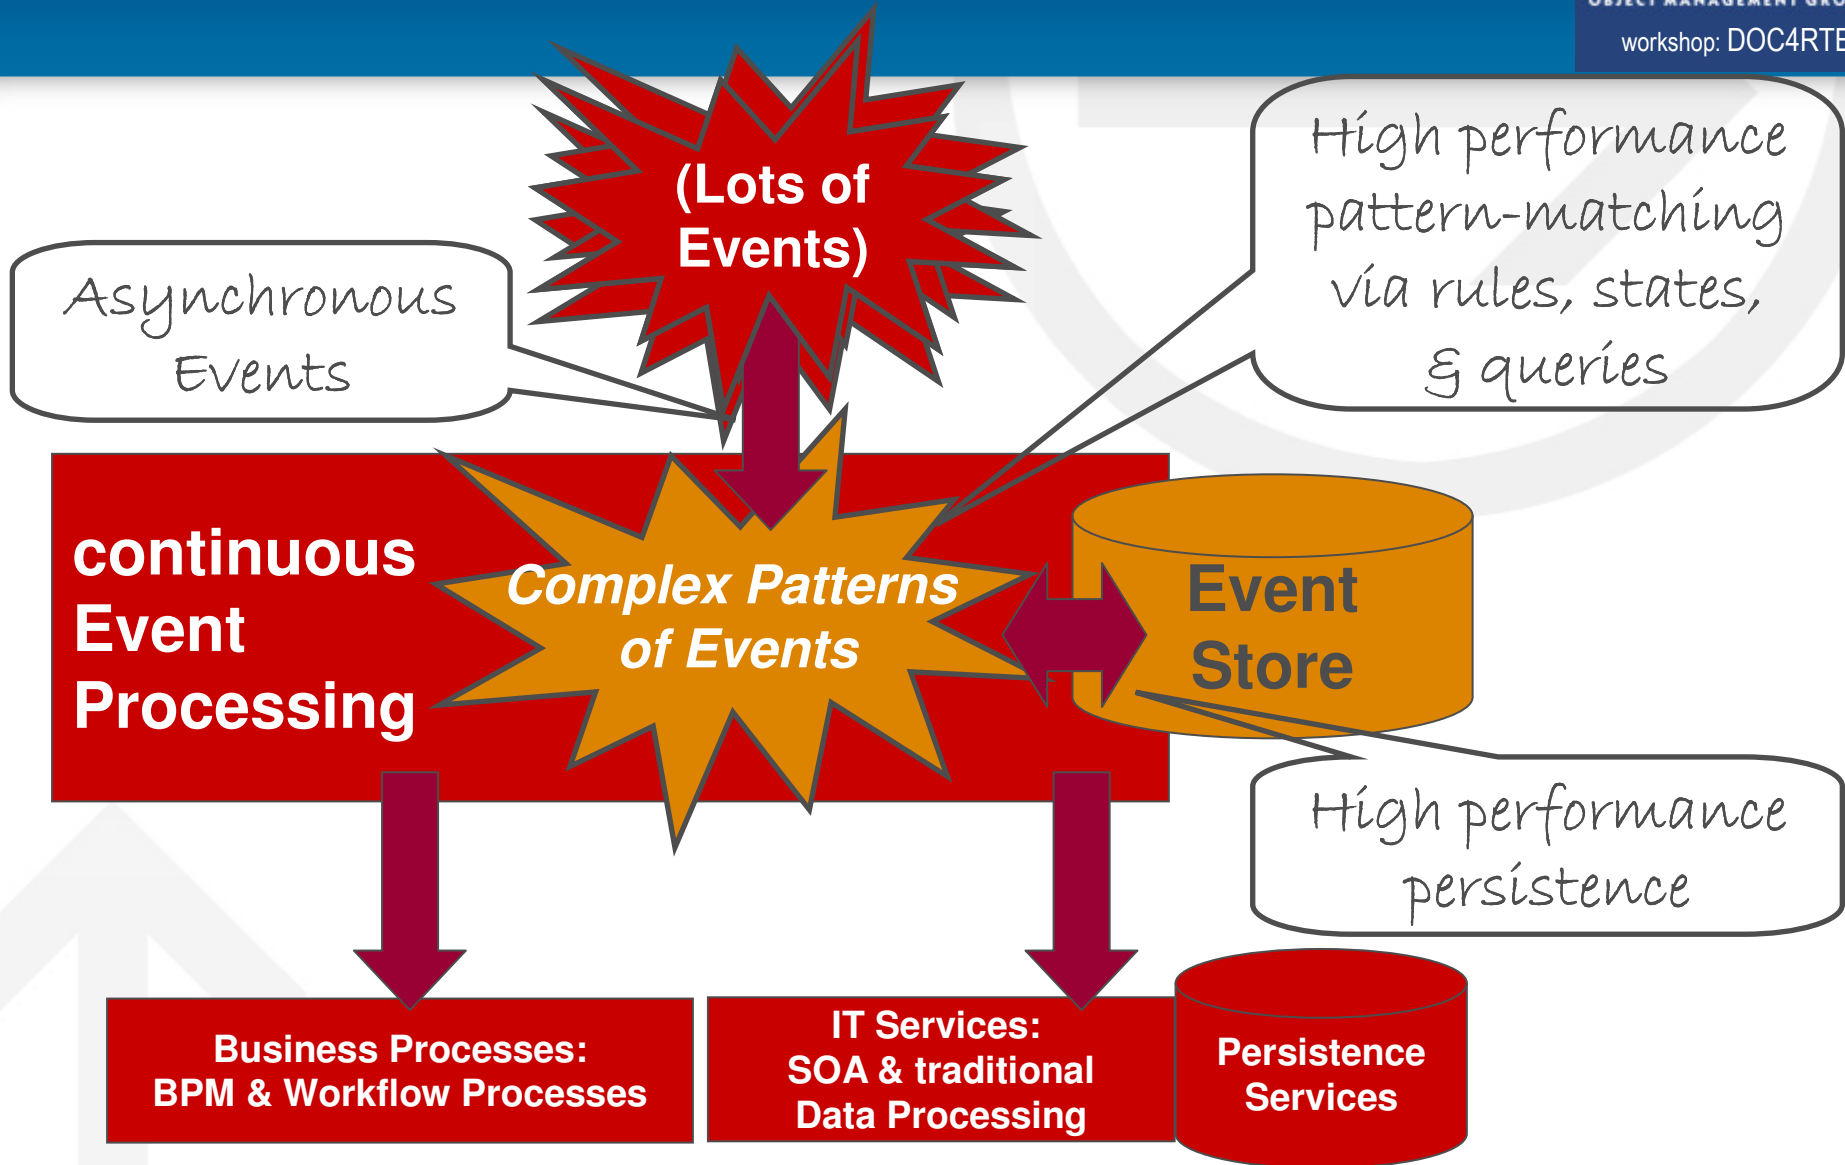 workshop: DOC4RTE
(Lots of
Events)
High performance
pattern-matching
via rules, states,
& queries
Asynchronous
Events
continuous
Event
Processing
Complex Patterns
of Events
Event
Store
High performance
persistence
Business Processes:
BPM & Workflow Processes
IT Services:
SOA & traditional
Data Processing
Persistence
Services